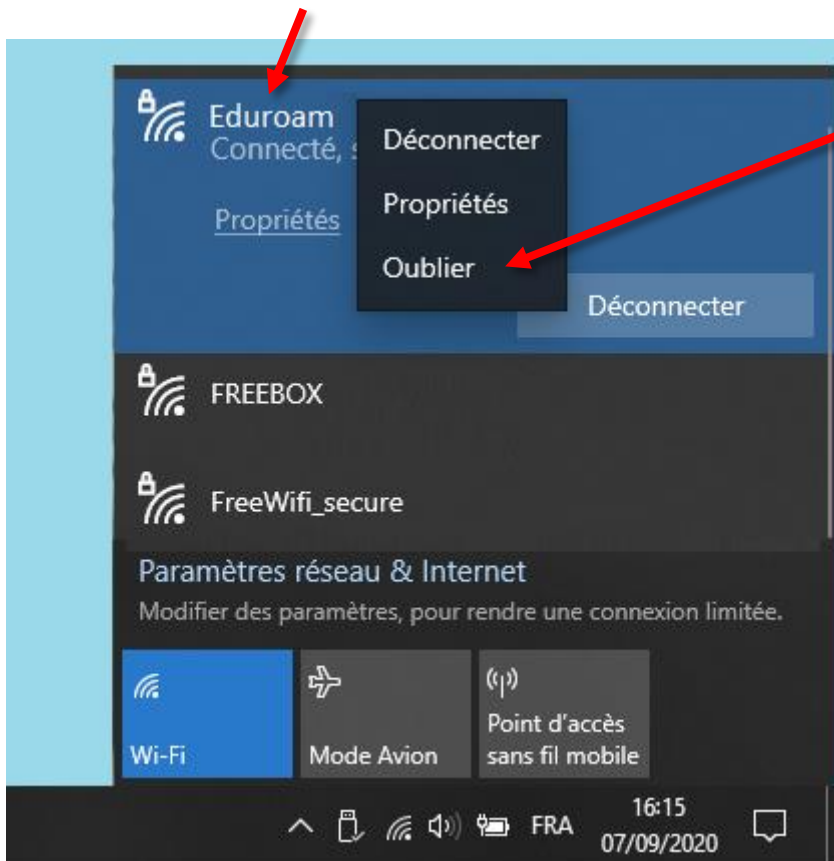 Eduroam
Connecté, s
Propriétés
Déconnecter
Propriétés
Oublier
Déconnecter
FREEBOX
FreeWifi_secure
Paramètres réseau & Internet
Modifier des paramètres, pour rendre une connexion limitée.
Wi-Fi
Mode Avion
Point d'accès
sans fil mobile
FRA
16:15
07/09/2020